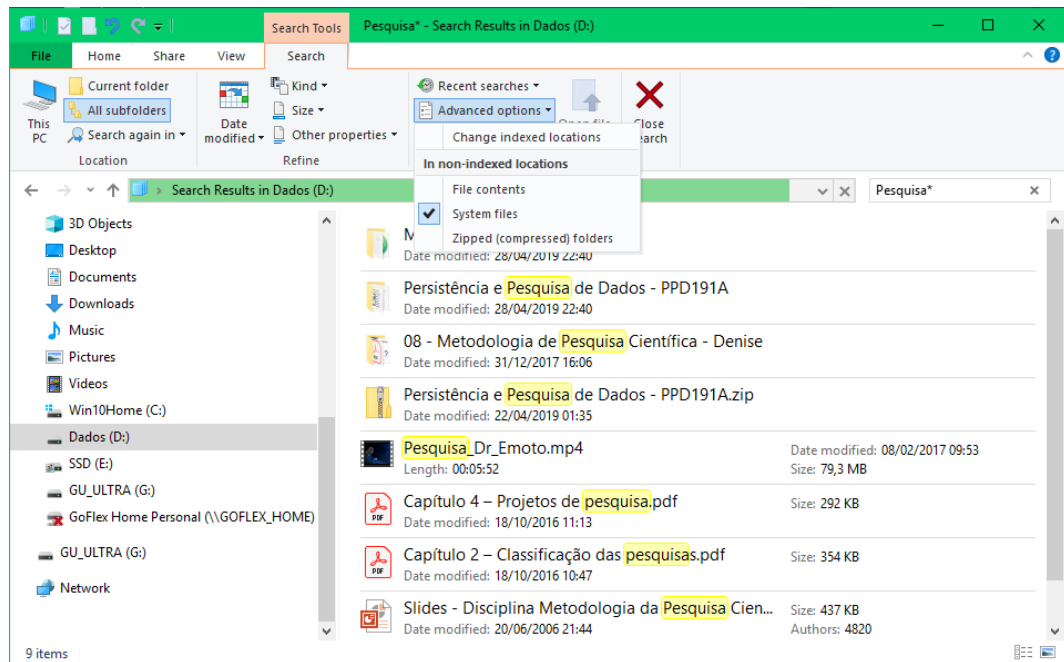 Search Tools
Pesquisa* - Search Results in Dados (D:)
File
Home
Share
View
Search
This PC
Current folder
All subfolders
Search again in
Location
Date modified
Kind
Size
Other properties
Refine
Recent searches
Advanced options
Change indexed locations
In non-indexed locations
File contents
System files
Zipped (compressed) folders
Close
Search Results in Dados (D:)
Pesquisa*
3D Objects
Desktop
Documents
Downloads
Music
Pictures
Videos
Win10Home (C:)
Dados (D:)
SSD (E:)
GU_ULTRA (G:)
GoFlex Home Personal (\\GOFLEX_HOME)
GU_ULTRA (G:)
Network
Date modified: 28/04/2019 22:40
Persistência e Pesquisa de Dados - PPD191A
Date modified: 28/04/2019 22:40
08 - Metodologia de Pesquisa Científica - Denise
Date modified: 31/12/2017 16:06
Persistência e Pesquisa de Dados - PPD191A.zip
Date modified: 22/04/2019 01:35
Pesquisa_Dr_Emoto.mp4
Length: 00:05:52
Date modified: 08/02/2017 09:53
Size: 79,3 MB
Capítulo 4 – Projetos de pesquisa.pdf
Date modified: 18/10/2016 11:13
Size: 292 KB
Capítulo 2 – Classificação das pesquisas.pdf
Date modified: 18/10/2016 10:47
Size: 354 KB
Slides - Disciplina Metodologia da Pesquisa Cien...
Date modified: 20/06/2006 21:44
Size: 437 KB
Authors: 4820
9 items